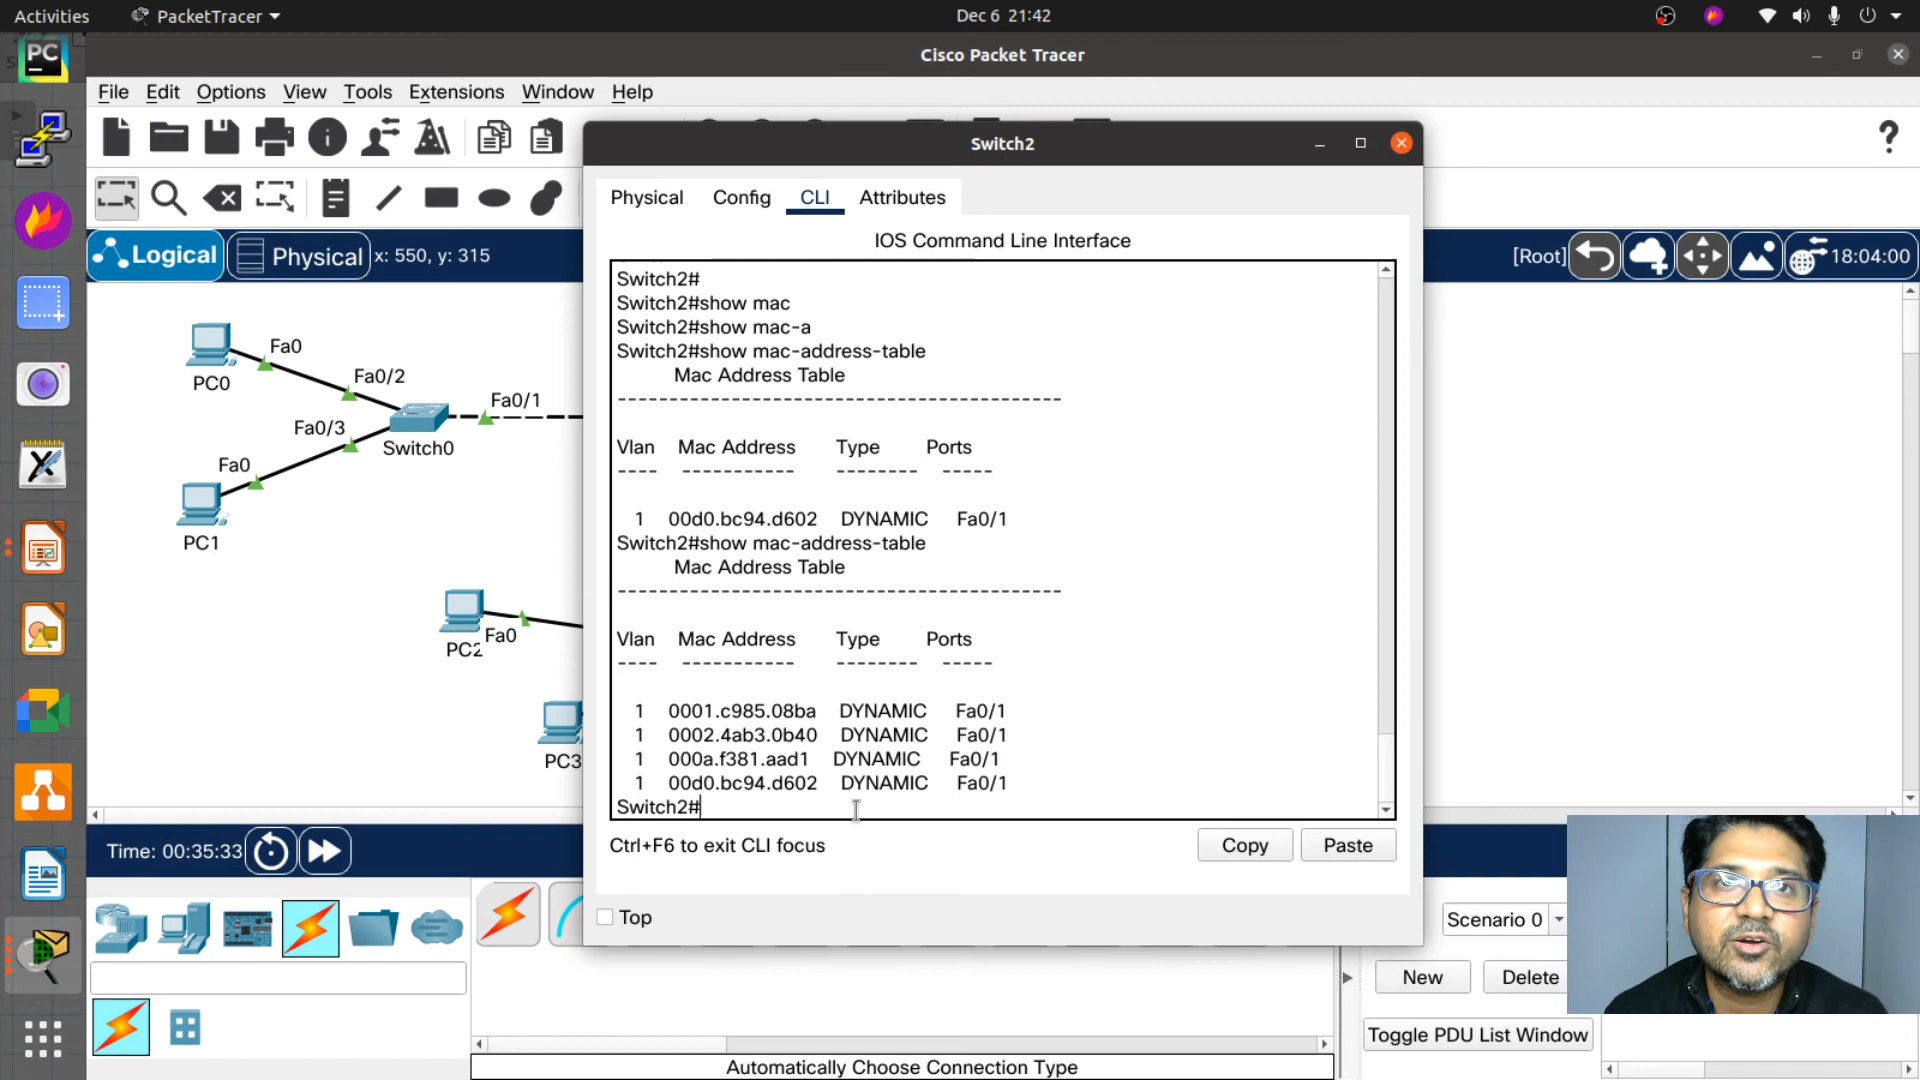 Activities PacketTracer Dec 6 21:42
Cisco Packet Tracer
PC
File Edit Options View Tools Extensions Window Help
Switch2
Physical Config CLI Attributes
IOS Command Line Interface
Logical Physical x: 550, y: 315
[Root] 18:04:00
Switch2#
Switch2#show mac
Switch2#show mac-a
Switch2#show mac-address-table
Mac Address Table
-------------------------------------------
Vlan Mac Address Type Ports
---- ----------- -------- -----
1 00d0.bc94.d602 DYNAMIC Fa0/1
Switch2#show mac-address-table
Mac Address Table
-------------------------------------------
Vlan Mac Address Type Ports
---- ----------- -------- -----
1 0001.c985.08ba DYNAMIC Fa0/1
1 0002.4ab3.0b40 DYNAMIC Fa0/1
1 000a.f381.aad1 DYNAMIC Fa0/1
1 00d0.bc94.d602 DYNAMIC Fa0/1
Switch2#
Ctrl+F6 to exit CLI focus
Copy Paste
Top
Fa0
PC0
Fa0/2
Fa0/1
Fa0/3
Switch0
Fa0
PC1
Fa0
PC2
PC3
Time: 00:35:33
Scenario 0
New Delete
Toggle PDU List Window
Automatically Choose Connection Type